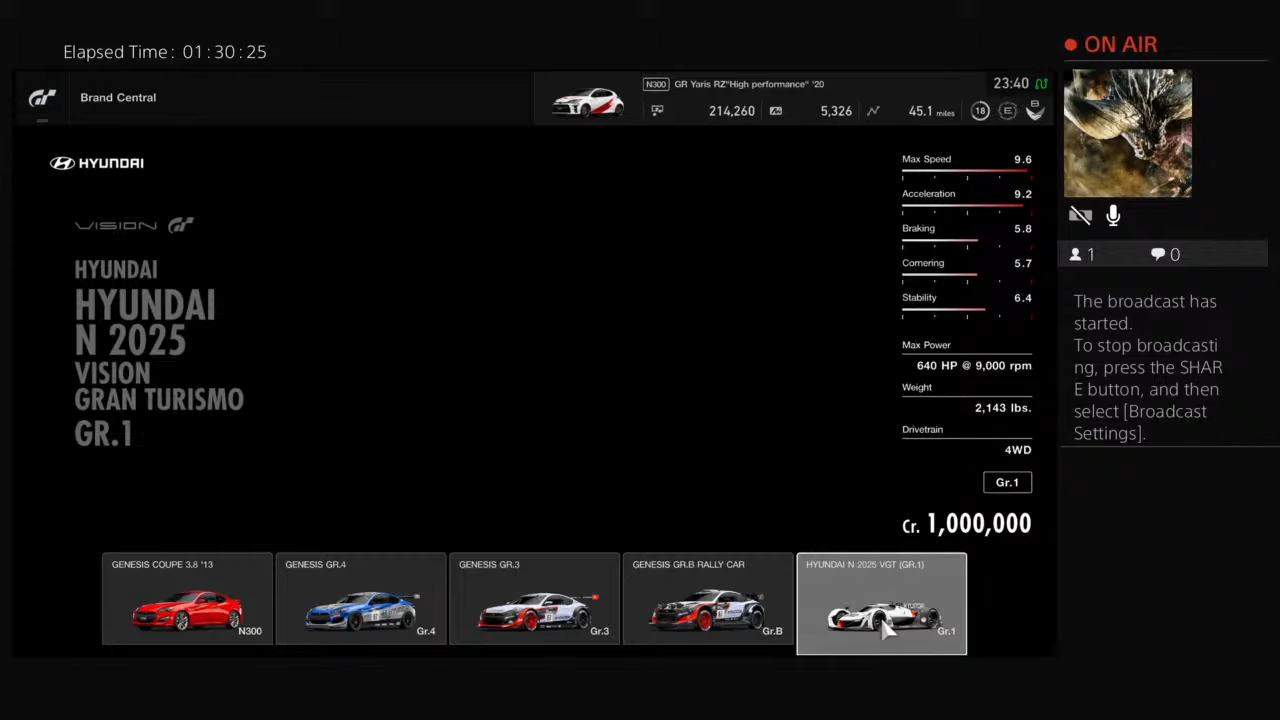 Elapsed Time: 01:30:25
ON AIR
Brand Central
N300 GR Yaris RZ"High performance" '20
23:40
214,260 5,326 45.1 miles 18 E
HYUNDAI
VISION GT
HYUNDAI
HYUNDAI
N 2025
VISION
GRAN TURISMO
GR.1
Max Speed 9.6
Acceleration 9.2
Braking 5.8
Cornering 5.7
Stability 6.4
Max Power
640 HP @ 9,000 rpm
Weight
2,143 lbs.
Drivetrain
4WD
Gr.1
Cr. 1,000,000
GENESIS COUPE 3.8 '13
N300
GENESIS GR.4
Gr.4
GENESIS GR.3
Gr.3
GENESIS GR.B RALLY CAR
Gr.B
HYUNDAI N 2025 VGT (GR.1)
Gr.1
1 0
The broadcast has
started.
To stop broadcasti
ng, press the SHAR
E button, and then
select [Broadcast
Settings].